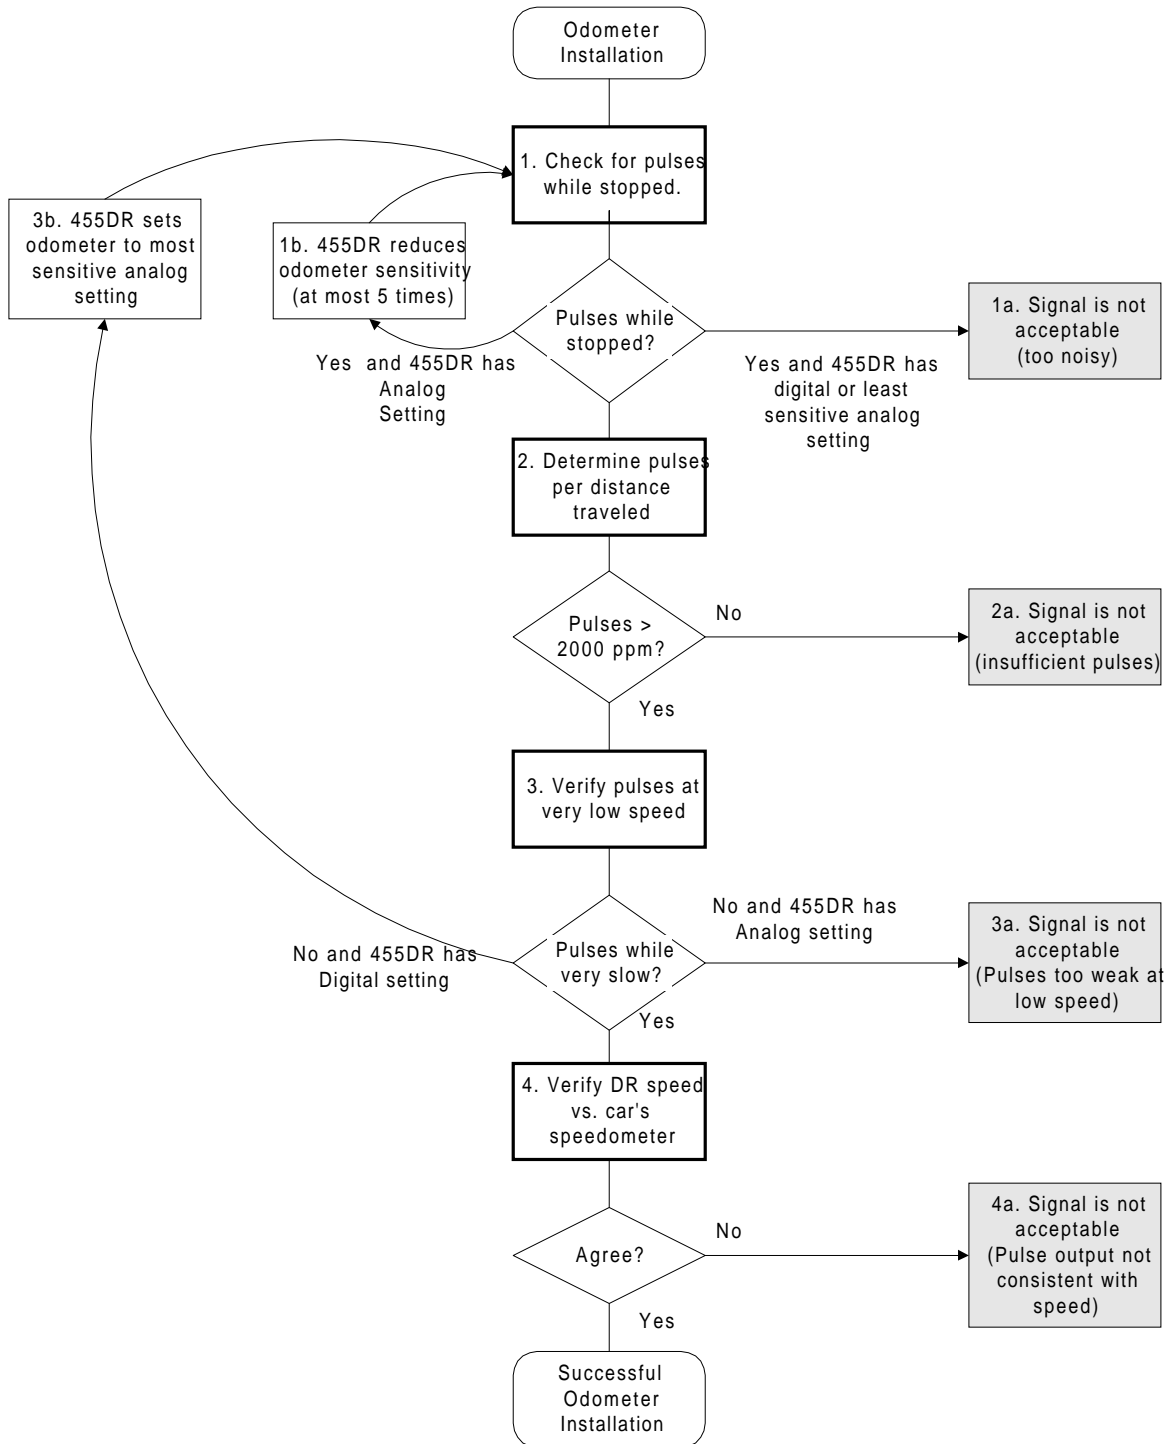 Odometer
Installation
1. Check for pulses
while stopped.
3b. 455DR sets
odometer to most
sensitive analog
setting
1b. 455DR reduces
odometer sensitivity
(at most 5 times)
Pulses while
stopped?
1a. Signal is not
acceptable
(too noisy)
Yes and 455DR has
Analog
Setting
Yes and 455DR has
digital or least
sensitive analog
setting
2. Determine pulses
per distance
traveled
Pulses >
2000 ppm?
No
2a. Signal is not
acceptable
(insufficient pulses)
Yes
3. Verify pulses at
very low speed
No and 455DR has
Analog setting
No and 455DR has
Digital setting
Pulses while
very slow?
3a. Signal is not
acceptable
(Pulses too weak at
low speed)
Yes
4. Verify DR speed
vs. car's
speedometer
Agree?
No
4a. Signal is not
acceptable
(Pulse output not
consistent with
speed)
Yes
Successful
Odometer
Installation